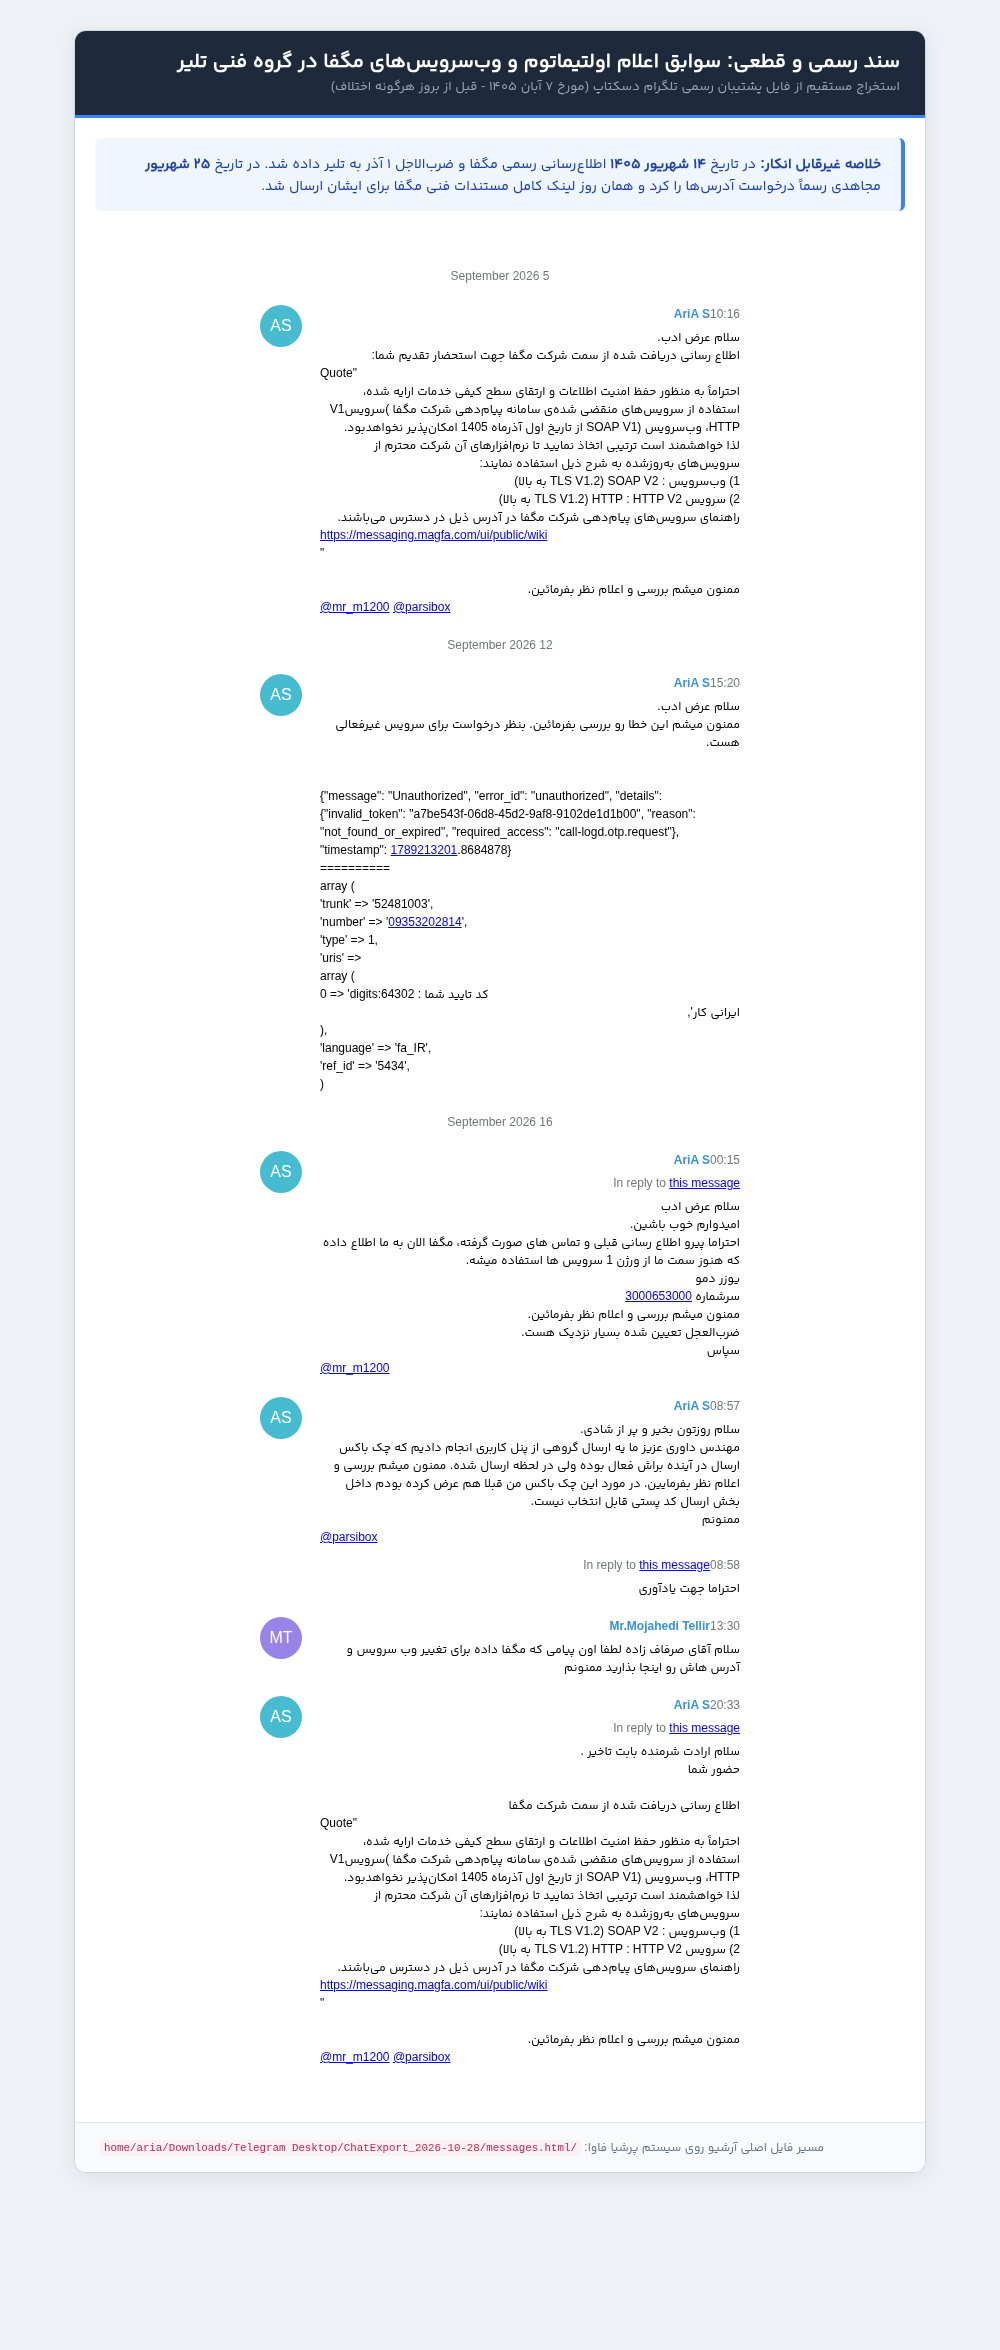 سند رسمی و قطعی: سوابق اعلام اولتیماتوم و وب‌سرویس‌های مگفا در گروه فنی تلیر
استخراج مستقیم از فایل پشتیبان رسمی تلگرام دسکتاپ (مورخ ۷ آبان ۱۴۰۵ - قبل از بروز هرگونه اختلاف)
خلاصه غیرقابل انکار: در تاریخ ۱۴ شهریور ۱۴۰۵ اطلاع‌رسانی رسمی مگفا و ضرب‌الاجل ۱ آذر به تلیر داده شد. در تاریخ ۲۵ شهریور
مجاهدی رسماً درخواست آدرس‌ها را کرد و همان روز لینک کامل مستندات فنی مگفا برای ایشان ارسال شد.
September 2026 5
AS
AriA S10:16
سلام عرض ادب.
اطلاع رسانی دریافت شده از سمت شرکت مگفا جهت استحضار تقدیم شما:
Quote"
احتراماً به منظور حفظ امنیت اطلاعات و ارتقای سطح کیفی خدمات ارایه شده،
استفاده از سرویس‌های منقضی شده‌ی سامانه پیام‌دهی شرکت مگفا )سرویسV1
HTTP، وب‌سرویس (SOAP V1 از تاریخ اول آذرماه 1405 امکان‌پذیر نخواهدبود.
لذا خواهشمند است ترتیبی اتخاذ نمایید تا نرم‌افزارهای آن شرکت محترم از
سرویس‌های به‌روزشده به شرح ذیل استفاده نمایند:
1) وب‌سرویس : SOAP V2 (TLS V1.2 به بالا)
2) سرویس HTTP : HTTP V2 (TLS V1.2 به بالا)
راهنمای سرویس‌های پیام‌دهی شرکت مگفا در آدرس ذیل در دسترس می‌باشند.
https://messaging.magfa.com/ui/public/wiki
"
ممنون میشم بررسی و اعلام نظر بفرمائین.
@mr_m1200 @parsibox
September 2026 12
AS
AriA S15:20
سلام عرض ادب.
ممنون میشم این خطا رو بررسی بفرمائین. بنظر درخواست برای سرویس غیرفعالی
هست.
{"message": "Unauthorized", "error_id": "unauthorized", "details":
{"invalid_token": "a7be543f-06d8-45d2-9af8-9102de1d1b00", "reason":
"not_found_or_expired", "required_access": "call-logd.otp.request"},
"timestamp": 1789213201.8684878}
==========
array (
'trunk' => '52481003',
'number' => '09353202814',
'type' => 1,
'uris' =>
array (
0 => 'digits:64302 : کد تایید شما
ایرانی کار',
),
'language' => 'fa_IR',
'ref_id' => '5434',
)
September 2026 16
AS
AriA S00:15
In reply to this message
سلام عرض ادب
امیدوارم خوب باشین.
احتراما پیرو اطلاع رسانی قبلی و تماس های صورت گرفته، مگفا الان به ما اطلاع داده
که هنوز سمت ما از ورژن 1 سرویس ها استفاده میشه.
یوزر دمو
سرشماره 3000653000
ممنون میشم بررسی و اعلام نظر بفرمائین.
ضرب‌العجل تعیین شده بسیار نزدیک هست.
سپاس
@mr_m1200
AS
AriA S08:57
سلام روزتون بخیر و پر از شادی.
مهندس داوری عزیز ما یه ارسال گروهی از پنل کاربری انجام دادیم که چک باکس
ارسال در آینده براش فعال بوده ولی در لحظه ارسال شده. ممنون میشم بررسی و
اعلام نظر بفرمایین. در مورد این چک باکس من قبلا هم عرض کرده بودم داخل
بخش ارسال کد پستی قابل انتخاب نیست.
ممنونم
@parsibox
In reply to this message08:58
احتراما جهت یادآوری
MT
Mr.Mojahedi Tellir13:30
سلام آقای صرفاف زاده لطفا اون پیامی که مگفا داده برای تغییر وب سرویس و
آدرس هاش رو اینجا بذارید ممنونم
AS
AriA S20:33
In reply to this message
سلام ارادت شرمنده بابت تاخیر .
حضور شما
اطلاع رسانی دریافت شده از سمت شرکت مگفا
Quote"
احتراماً به منظور حفظ امنیت اطلاعات و ارتقای سطح کیفی خدمات ارایه شده،
استفاده از سرویس‌های منقضی شده‌ی سامانه پیام‌دهی شرکت مگفا )سرویسV1
HTTP، وب‌سرویس (SOAP V1 از تاریخ اول آذرماه 1405 امکان‌پذیر نخواهدبود.
لذا خواهشمند است ترتیبی اتخاذ نمایید تا نرم‌افزارهای آن شرکت محترم از
سرویس‌های به‌روزشده به شرح ذیل استفاده نمایند:
1) وب‌سرویس : SOAP V2 (TLS V1.2 به بالا)
2) سرویس HTTP : HTTP V2 (TLS V1.2 به بالا)
راهنمای سرویس‌های پیام‌دهی شرکت مگفا در آدرس ذیل در دسترس می‌باشند.
https://messaging.magfa.com/ui/public/wiki
"
ممنون میشم بررسی و اعلام نظر بفرمائین.
@mr_m1200 @parsibox
مسیر فایل اصلی آرشیو روی سیستم پرشیا فاوا: home/aria/Downloads/Telegram Desktop/ChatExport_2026-10-28/messages.html/